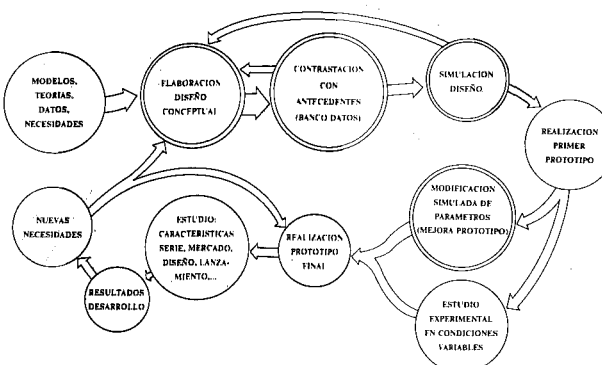 MODELOS,
TEORIAS,
DATOS,
NECESIDADES
ELABORACION
DISEÑO
CONCEPTUAL
CONTRASTACION
CON
ANTECEDENTES
(BANCO DATOS)
SIMULACION
DISEÑO.
REALIZACION
PRIMER
PROTOTIPO
MODIFICACION
SIMULADA DE
PARAMETROS
(MEJORA PROTOTIPO)
ESTUDIO
EXPERIMENTAL
EN CONDICIONES
VARIABLES
REALIZACION
PROTOTIPO
FINAL
ESTUDIO:
CARACTERISTICAS
SERIE, MERCADO,
DISEÑO, LANZA-
MIENTO,...
RESULTADOS
DESARROLLO
NUEVAS
NECESIDADES